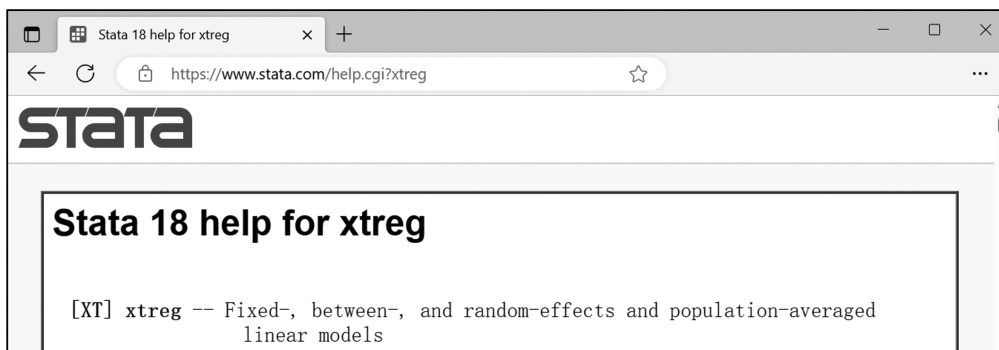 Stata 18 help for xtreg
https://www.stata.com/help.cgi?xtreg
stata
Stata 18 help for xtreg
[XT] xtreg -- Fixed-, between-, and random-effects and population-averaged
linear models